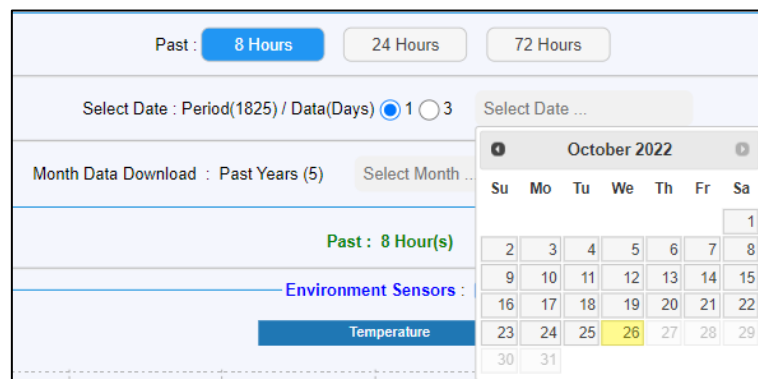 Past : 8 Hours 24 Hours 72 Hours
Select Date : Period(1825) / Data(Days) 1 3 Select Date ...
Month Data Download : Past Years (5) Select Month ...
Past : 8 Hour(s)
Environment Sensors :
Temperature
October 2022
Su Mo Tu We Th Fr Sa
1
2 3 4 5 6 7 8
9 10 11 12 13 14 15
16 17 18 19 20 21 22
23 24 25 26 27 28 29
30 31